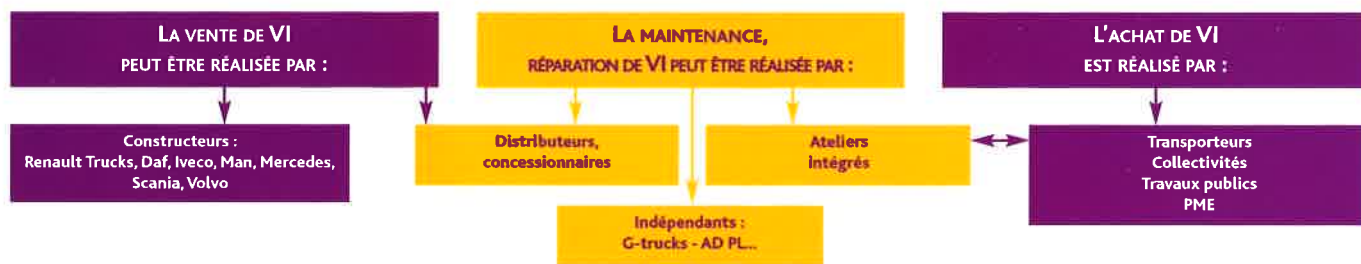 LA VENTE DE VI
PEUT ÊTRE RÉALISÉE PAR :
LA MAINTENANCE,
RÉPARATION DE VI PEUT ÊTRE RÉALISÉE PAR :
L'ACHAT DE VI
EST RÉALISÉ PAR :
Constructeurs :
Renault Trucks, Daf, Iveco, Man, Mercedes,
Scania, Volvo
Distributeurs,
concessionnaires
Ateliers
intégrés
Transporteurs
Collectivités
Travaux publics
PME
Indépendants :
G-trucks - AD PL...